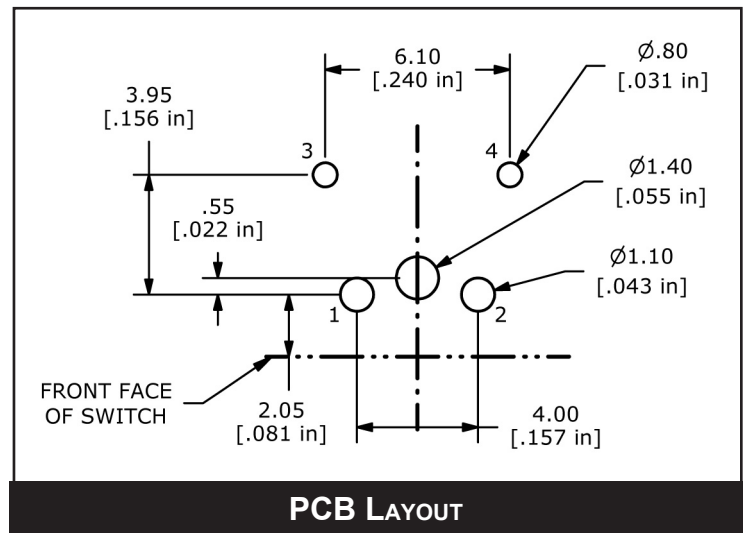 6.10
[.240 in]
Ø.80
[.031 in]
3.95
[.156 in]
3
4
Ø1.40
[.055 in]
.55
[.022 in]
Ø1.10
[.043 in]
1
2
FRONT FACE
OF SWITCH
2.05
[.081 in]
4.00
[.157 in]
PCB LAYOUT